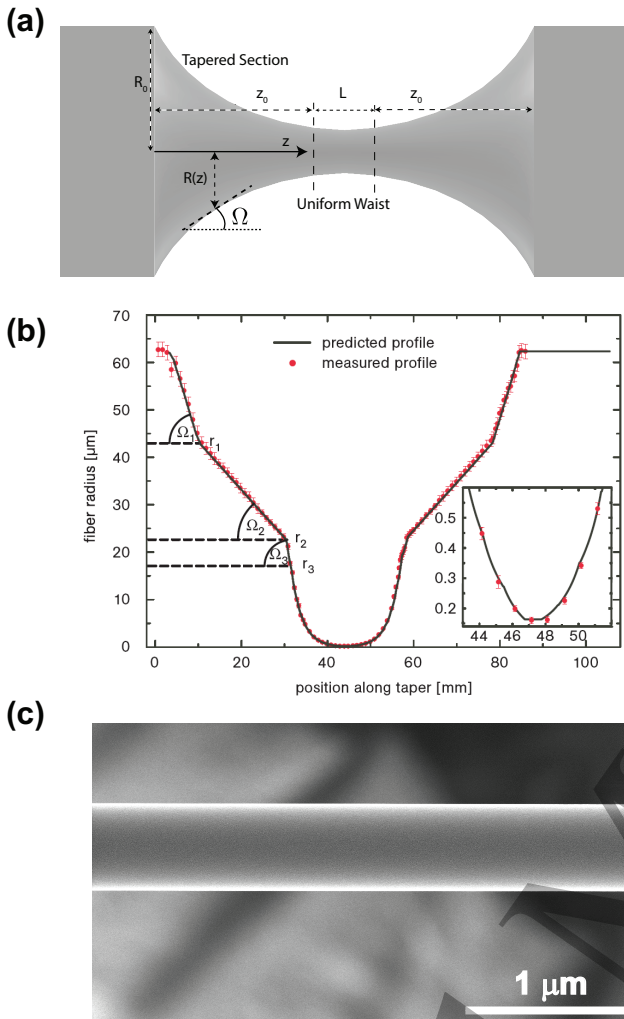 (a)
Tapered Section
R₀
z₀
L
z₀
z
R(z)
Uniform Waist
Ω
(b)
70
60
50
40
30
20
10
0
fiber radius [µm]
predicted profile
measured profile
Ω₁
r₁
Ω₂
r₂
Ω₃
r₃
0.5
0.4
0.3
0.2
44 46 48 50
0 20 40 60 80 100
position along taper [mm]
(c)
1 µm